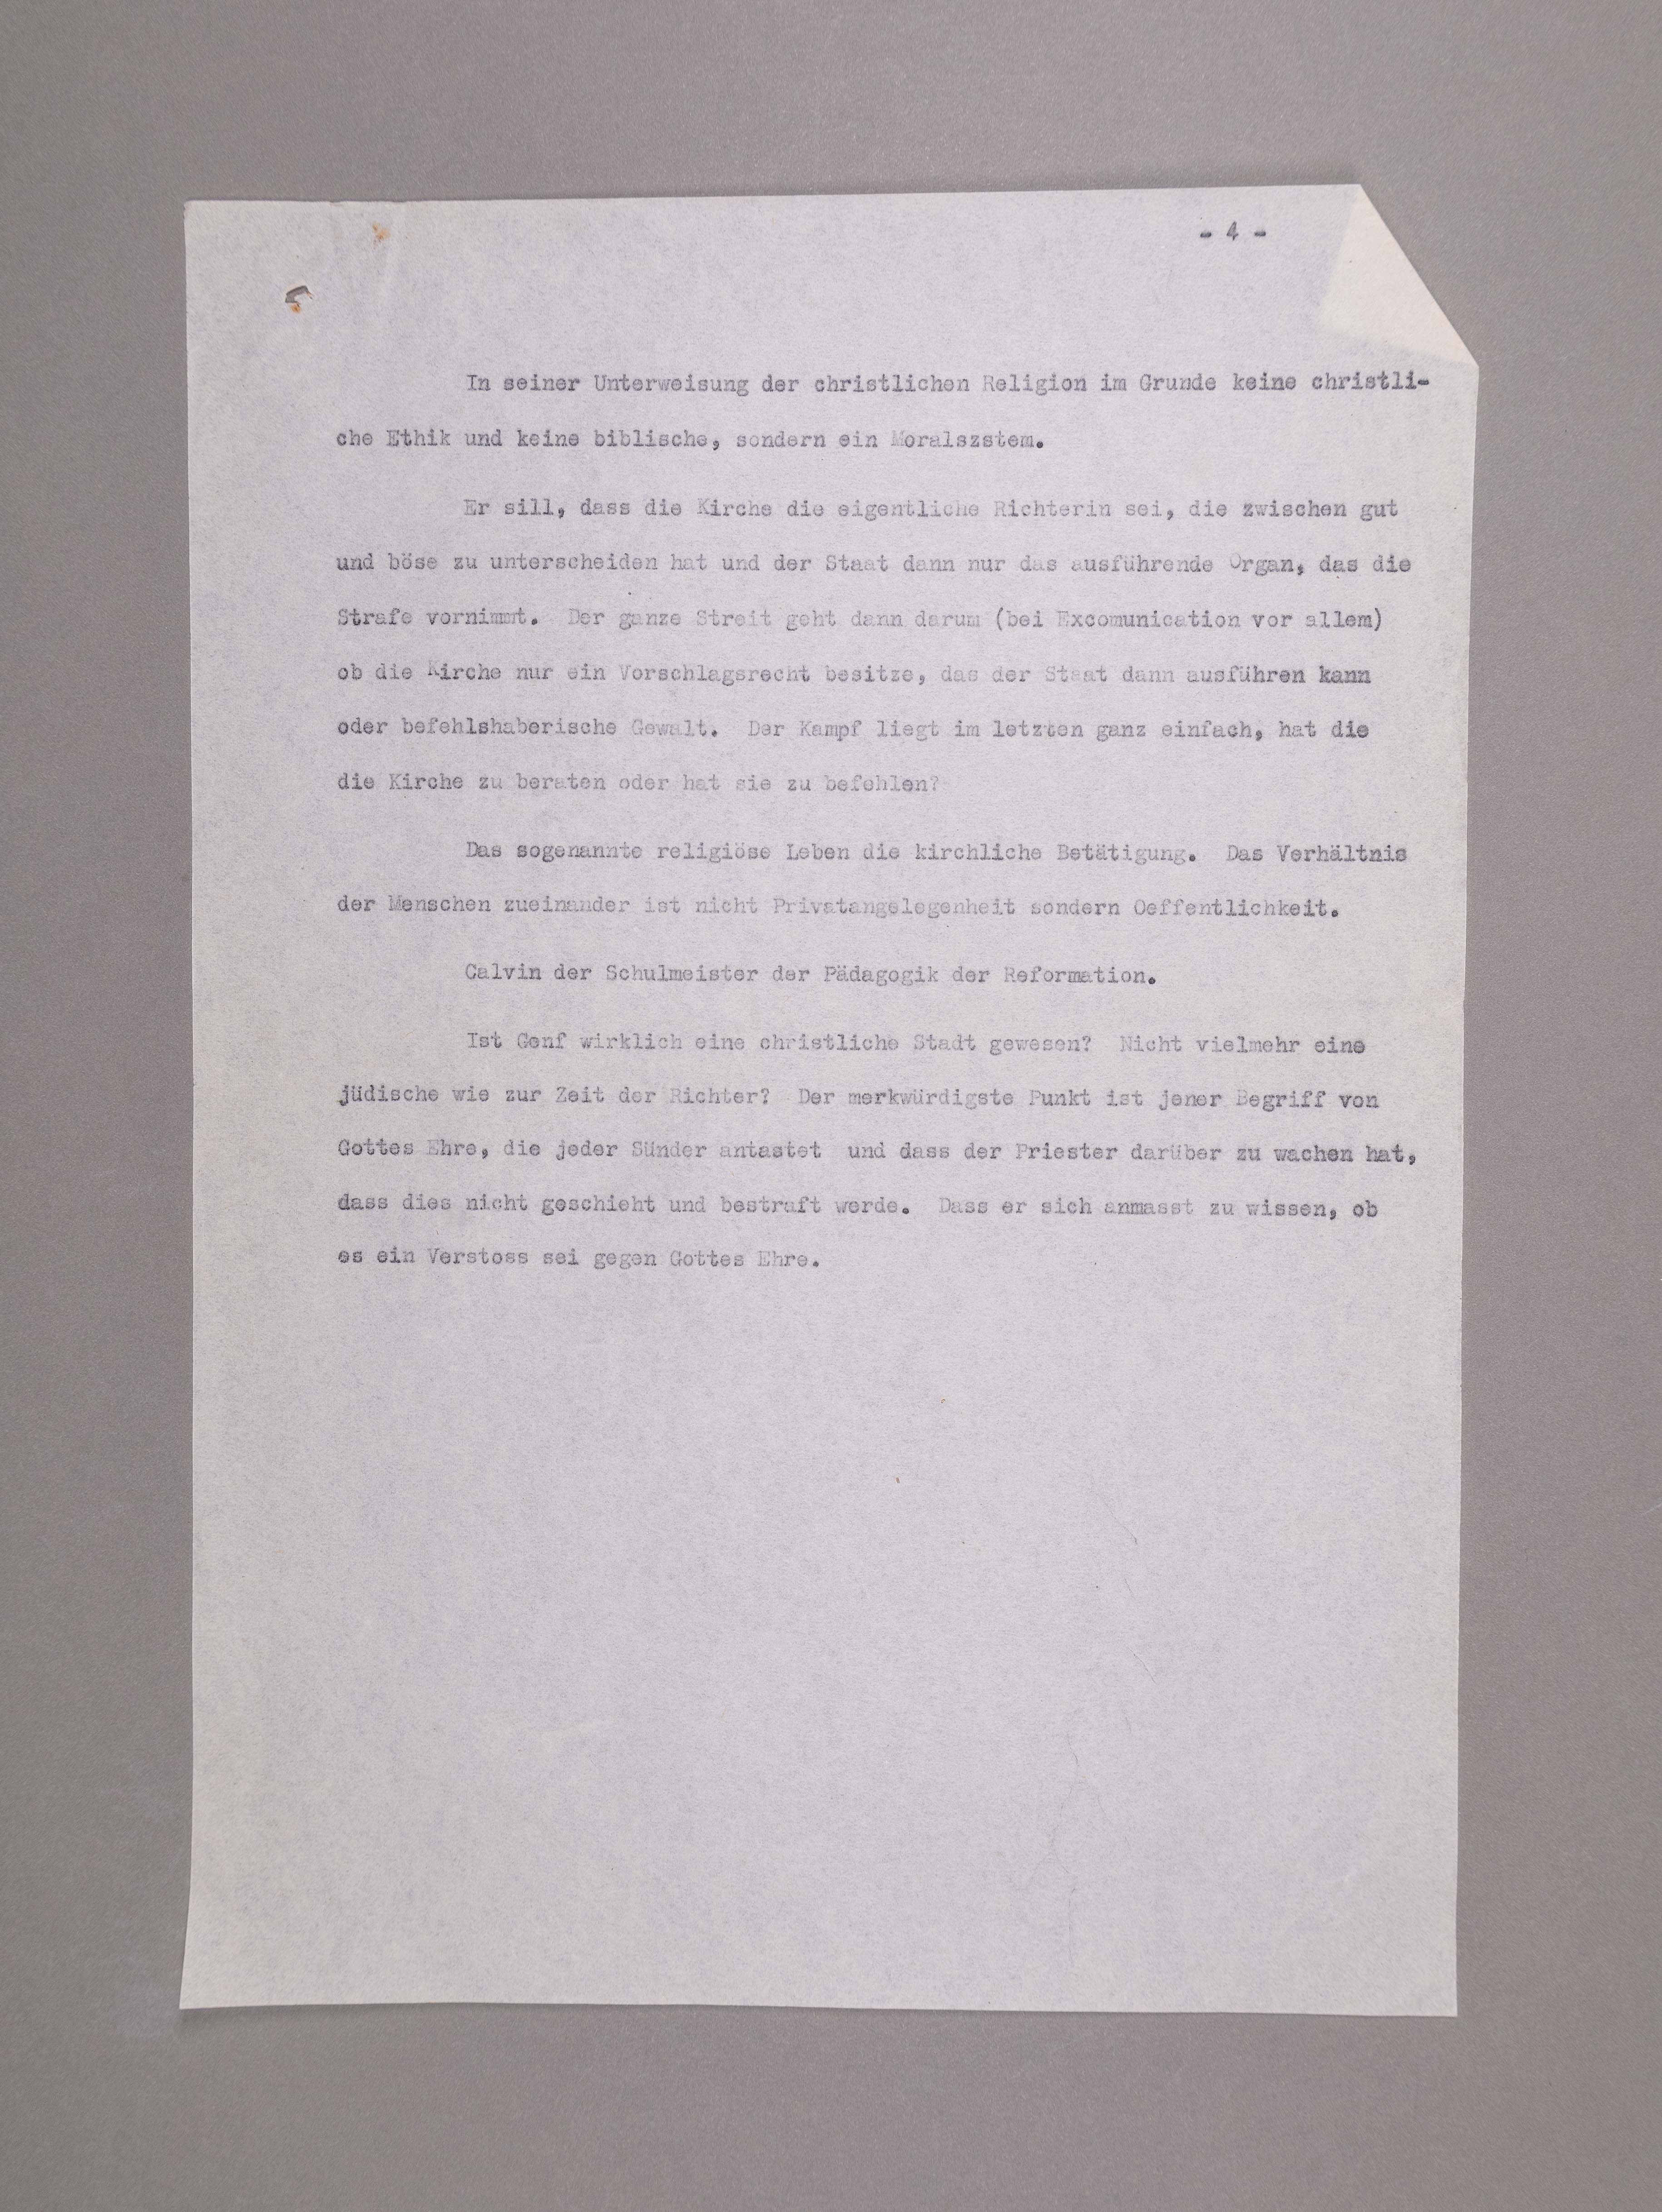 - 4 -
In seiner Unterweisung der christlichen Religion im Grunde keine christli-
che Ethik und keine biblische, sondern ein Moralszstem.
Er sill, dass die Kirche die eigentliche Richterin sei, die zwischen gut
und böse zu unterscheiden hat und der Staat dann nur das ausführende Organ, das die
Strafe vornimmt. Der ganze Streit geht dann darum (bei Excomunication vor allem)
ob die Kirche nur ein Vorschlagsrecht besitze, das der Staat dann ausführen kann
oder befehlshaberische Gewalt. Der Kampf liegt im letzten ganz einfach, hat die
die Kirche zu beraten oder hat sie zu befehlen?
Das sogenannte religiöse Leben die kirchliche Betätigung. Das Verhältnis
der Menschen zueinander ist nicht Privatangelegenheit sondern Oeffentlichkeit.
Calvin der Schulmeister der Pädagogik der Reformation.
Ist Genf wirklich eine christliche Stadt gewesen? Nicht vielmehr eine
jüdische wie zur Zeit der Richter? Der merkwürdigste Punkt ist jener Begriff von
Gottes Ehre, die jeder Sünder antastet und dass der Priester darüber zu wachen hat,
dass dies nicht geschieht und bestraft werde. Dass er sich anmasst zu wissen, ob
es ein Verstoss sei gegen Gottes Ehre.